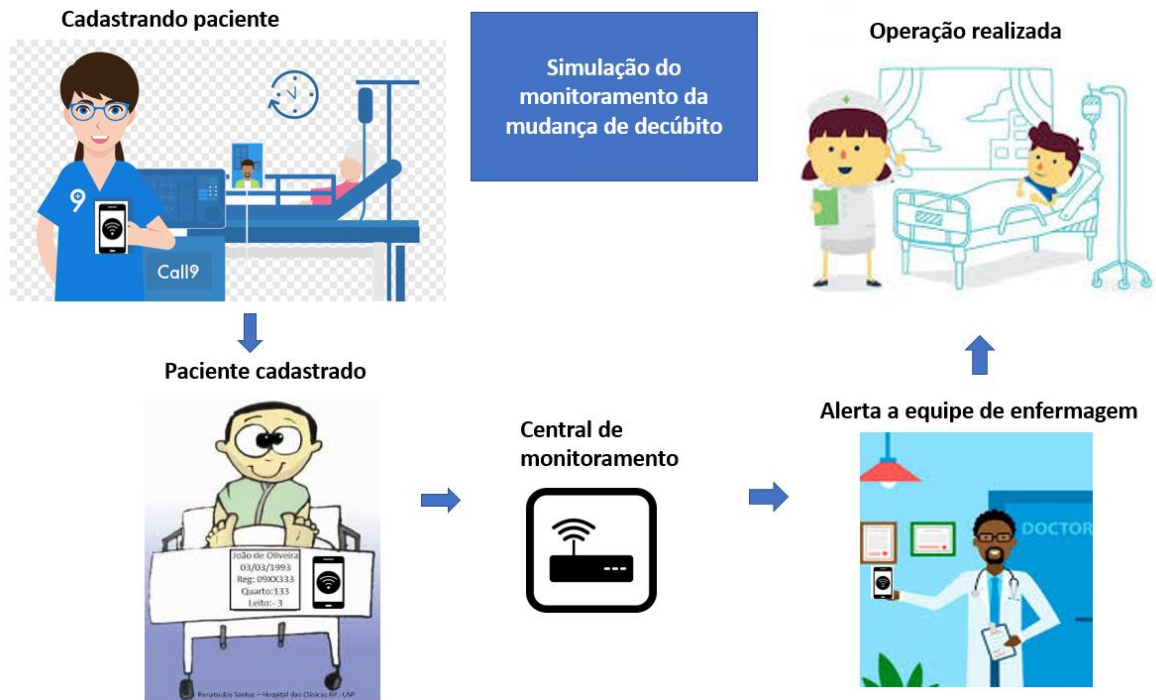 Cadastrando paciente
Simulação do
monitoramento da
mudança de decúbito
Operação realizada
9
Call9
Paciente cadastrado
João de Oliveira
03/03/1993
Reg: 09XX333
Quarto:133
Leito:- 3
Renato dos Santos – Hospital das Clínicas RP - USP
Central de
monitoramento
Alerta a equipe de enfermagem
DOCTOR